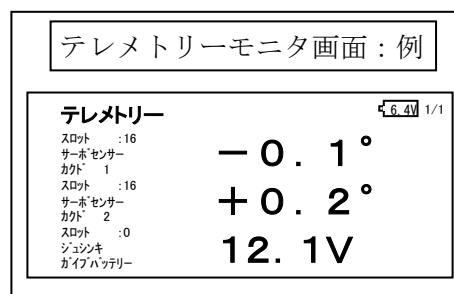 テレメトリーモニタ画面：例
テレメトリー 6.4V 1/1
スロット :16
サーボセンサー
カクド 1
－0.1°
スロット :16
サーボセンサー
カクド 2
＋0.2°
スロット :0
ジュシンキ
ガイブバッテリー
12.1V